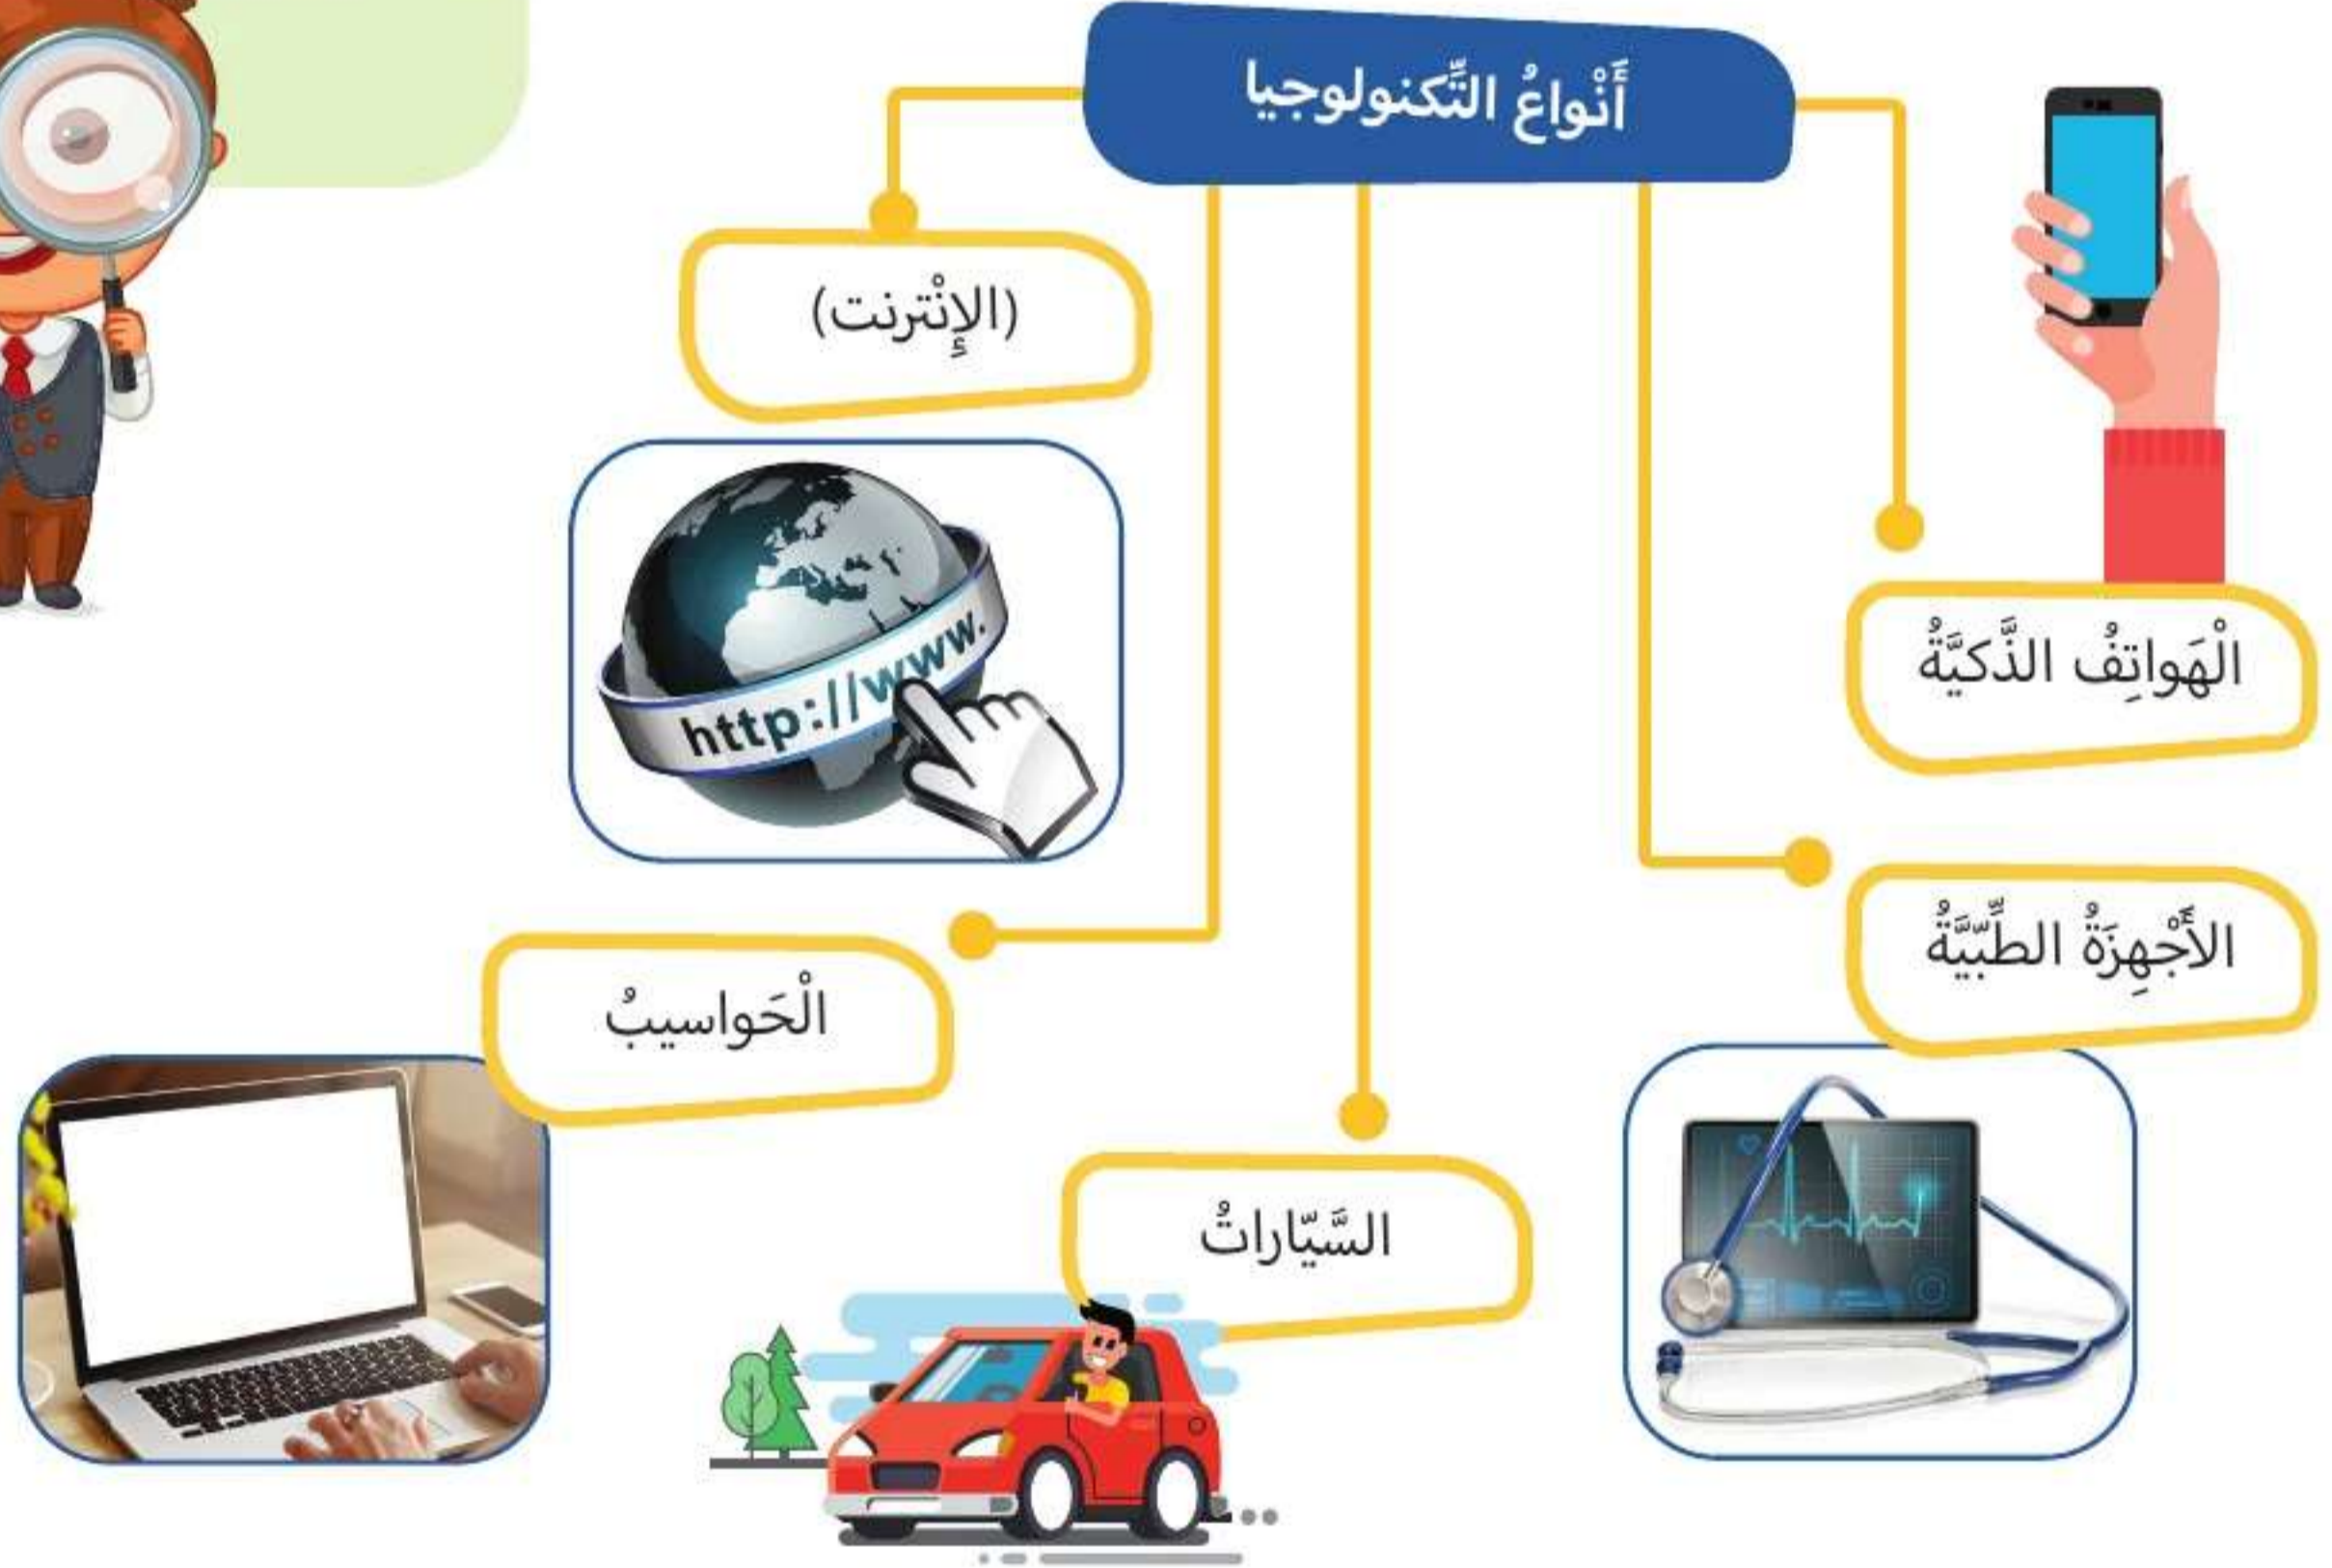 أَنْواعُ التِّكنولوجيا
(الإِنْترنت)
http://www.
الْهَواتِفُ الذَّكيَّةُ
الأَجْهِزَةُ الطِّبّيَّةُ
الْحَواسيبُ
السَّيّاراتُ